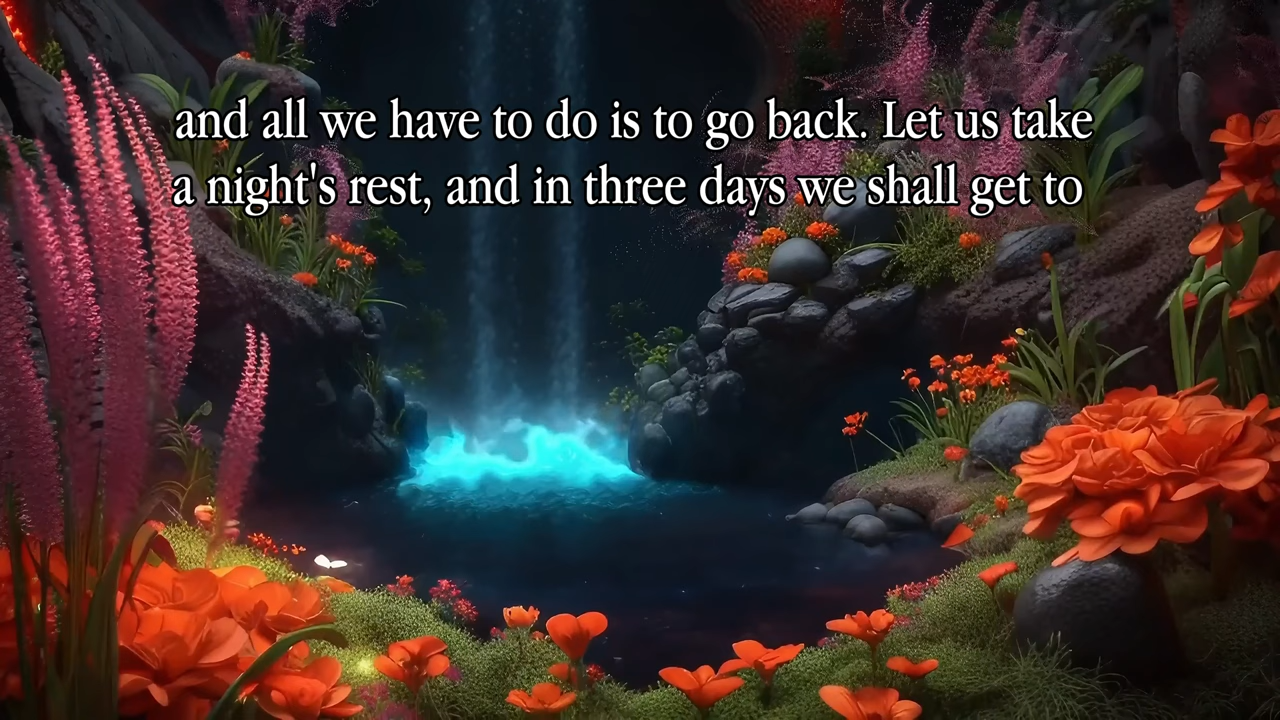 and all we have to do is to go back. Let us take
a night's rest, and in three days we shall get to